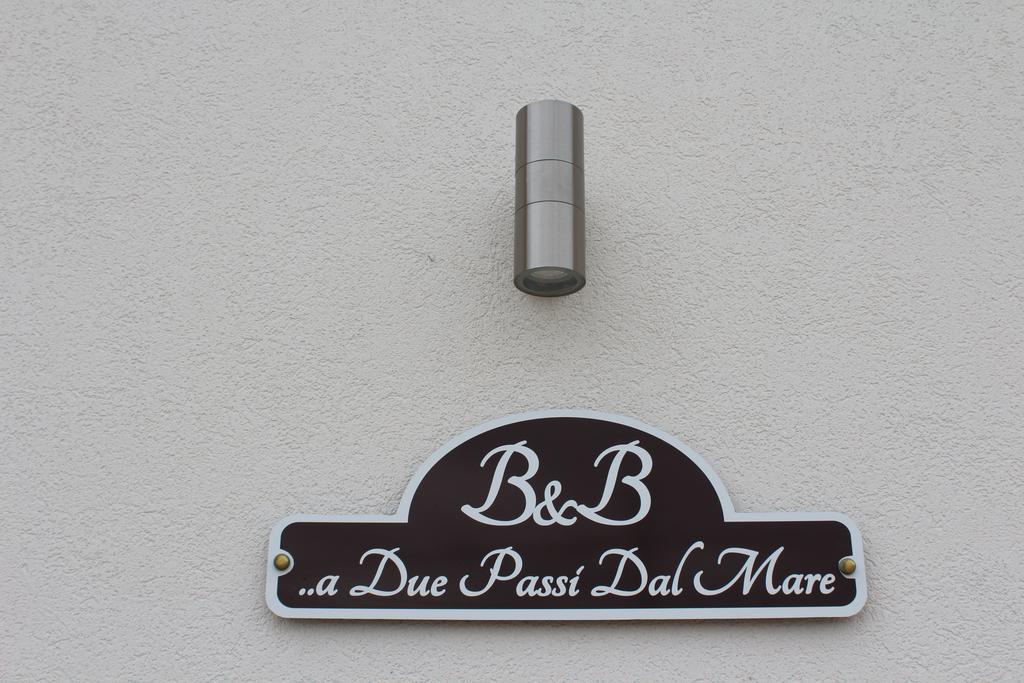 B&B
..a Due Passi Dal Mare